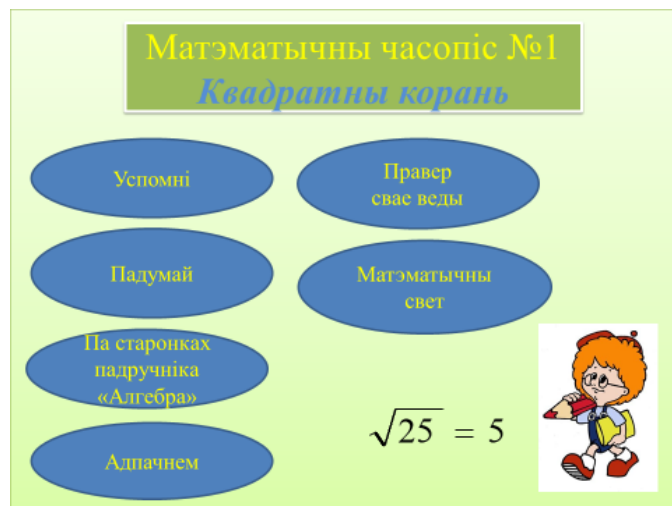 Матэматычны часопіс №1
Квадратны корань
Успомні
Правер
свае веды
Падумай
Матэматычны
свет
Па старонках
падручніка
«Алгебра»
Адпачнем
√25 = 5